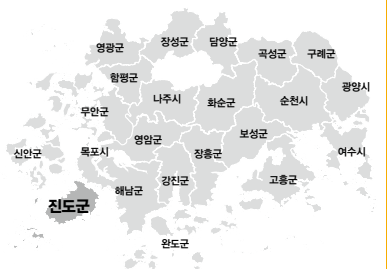 장성군
담양군
영광군
곡성군
구례군
함평군
광양시
나주시
화순군
순천시
무안군
보성군
영암군
목포시
신안군
장흥군
여수시
강진군
고흥군
해남군
진도군
완도군